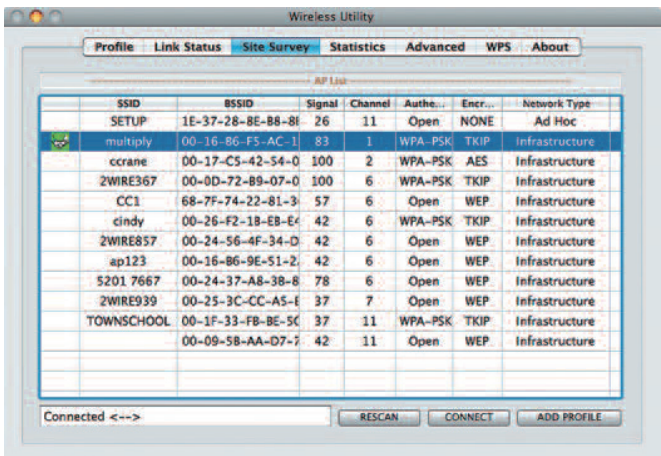 Wireless Utility
Profile Link Status Site Survey Statistics Advanced WPS About
AP List
SSID BSSID Signal Channel Authe... Encr... Network Type
SETUP 1E-37-28-8E-B8-8 26 11 Open NONE Ad Hoc
multiply 00-16-86-F5-AC-1 83 1 WPA-PSK TKIP Infrastructure
ccrane 00-17-C5-42-54-0 100 2 WPA-PSK AES Infrastructure
2WIRE367 00-0D-72-B9-07-0 100 6 WPA-PSK TKIP Infrastructure
CC1 68-7F-74-22-81-3 57 6 Open WEP Infrastructure
cindy 00-26-F2-1B-EB-E4 42 6 WPA-PSK TKIP Infrastructure
2WIRE857 00-24-56-4F-34-D 42 6 Open WEP Infrastructure
ap123 00-16-B6-9E-51-2 42 6 Open WEP Infrastructure
5201 7667 00-24-37-A8-38-8 78 6 Open WEP Infrastructure
2WIRE939 00-25-3C-CC-A5-E 37 7 Open WEP Infrastructure
TOWNSCHOOL 00-1F-33-FB-BE-5C 37 11 WPA-PSK TKIP Infrastructure
00-09-5B-AA-D7-7 42 11 Open WEP Infrastructure
Connected <--> RESCAN CONNECT ADD PROFILE